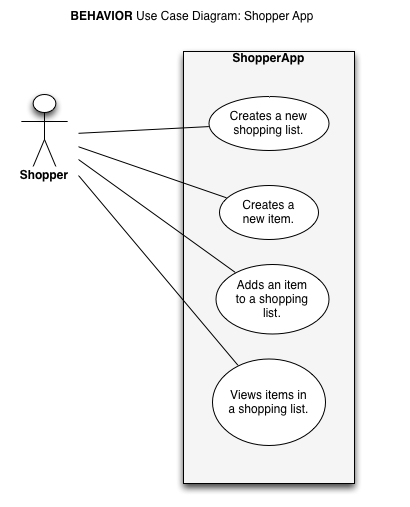 BEHAVIOR Use Case Diagram: Shopper App
ShopperApp
Creates a new
shopping list.
Shopper
Creates a
new item.
Adds an item
to a shopping
list.
Views items in
a shopping list.